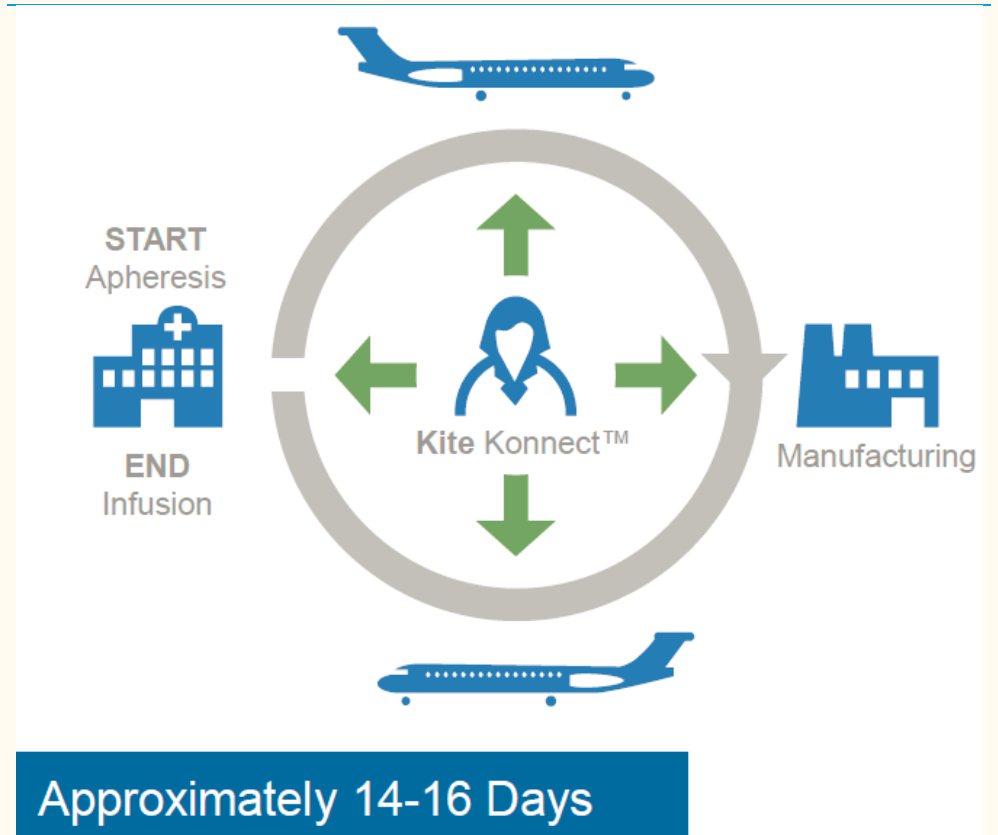 START
Apheresis
END
Infusion
Kite Konnect™
Manufacturing
Approximately 14-16 Days